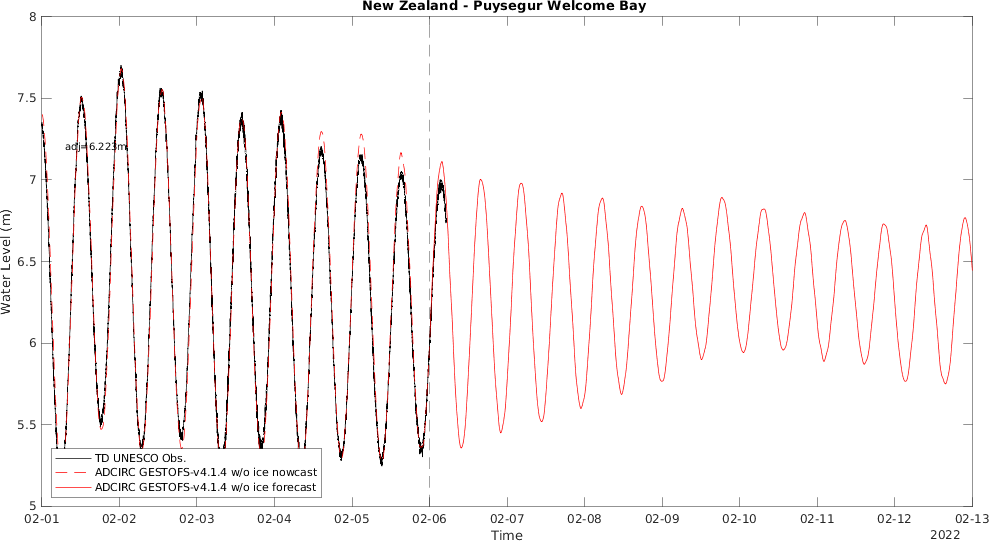 New Zealand - Puysegur Welcome Bay
Water Level (m)
8
7.5
7
6.5
6
5.5
5
adj=6.223m
TD UNESCO Obs.
ADCIRC GESTOFS-v4.1.4 w/o ice nowcast
ADCIRC GESTOFS-v4.1.4 w/o ice forecast
02-01 02-02 02-03 02-04 02-05 02-06 02-07 02-08 02-09 02-10 02-11 02-12 02-13
Time
2022